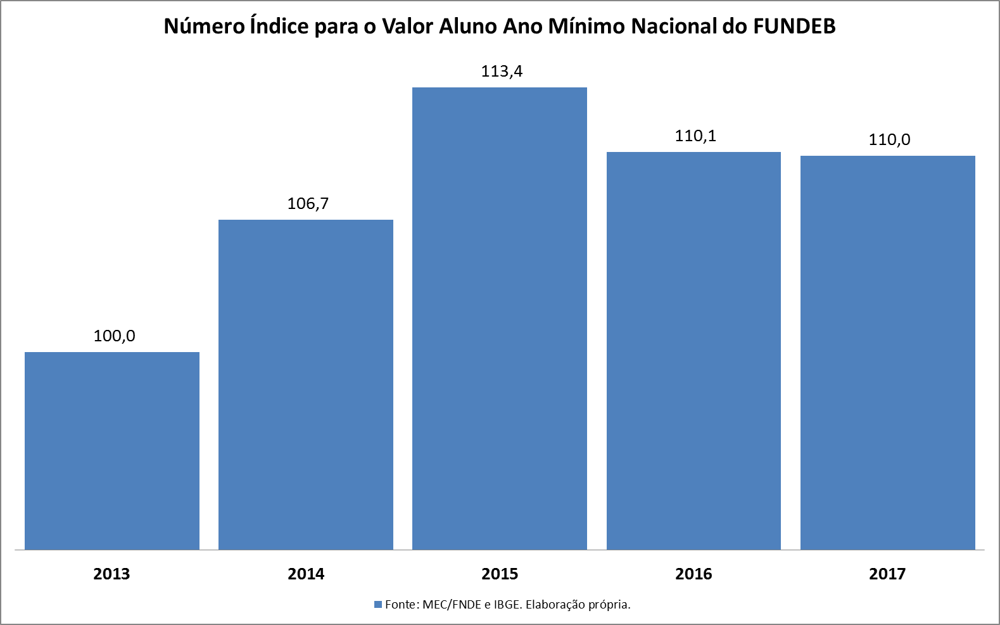 Número Índice para o Valor Aluno Ano Mínimo Nacional do FUNDEB
113,4
110,1
110,0
106,7
100,0
2013 2014 2015 2016 2017
Fonte: MEC/FNDE e IBGE. Elaboração própria.